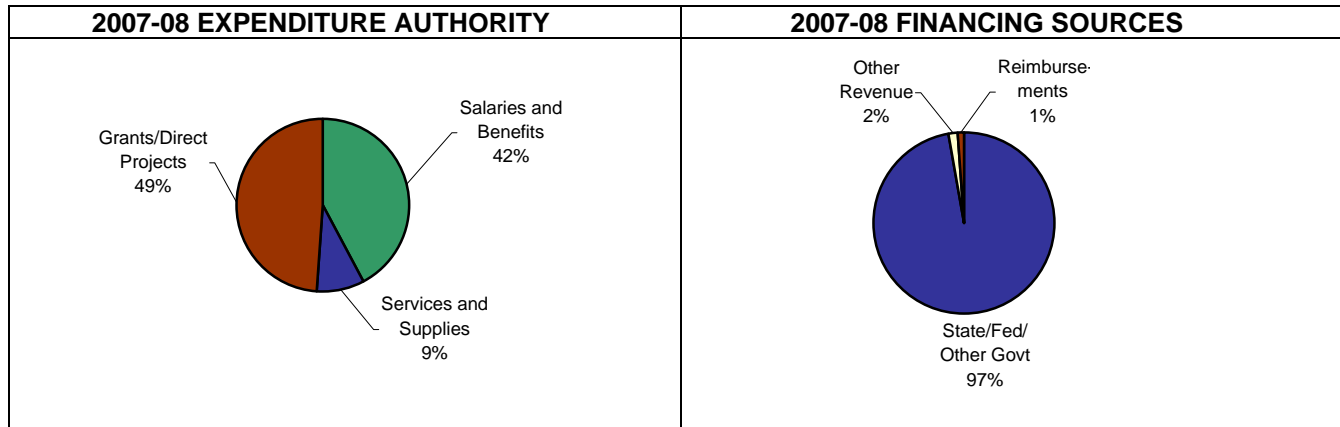 2007-08 EXPENDITURE AUTHORITY
Grants/Direct
Projects
49%
Salaries and
Benefits
42%
Services and
Supplies
9%
2007-08 FINANCING SOURCES
Other
Revenue
2%
Reimburse-
ments
1%
State/Fed/
Other Govt
97%